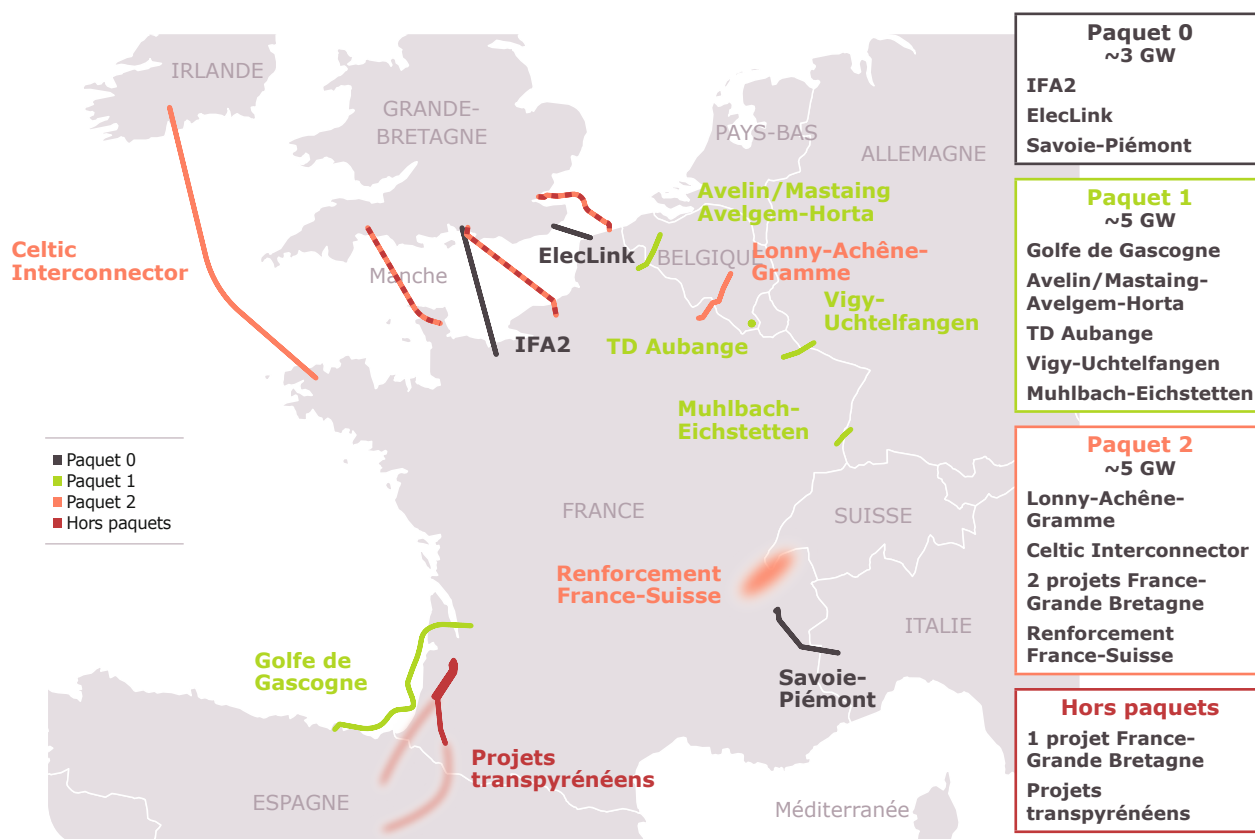 IRLANDE
GRANDE-
BRETAGNE
PAYS-BAS
ALLEMAGNE
Avelin/Mastaing
Avelgem-Horta
Celtic
Interconnector
Manche
ElecLink
BELGIQUE
Lonny-Achêne-
Gramme
Vigy-
Uchtelfangen
IFA2
TD Aubange
Muhlbach-
Eichstetten
Paquet 0
Paquet 1
Paquet 2
Hors paquets
FRANCE
SUISSE
Renforcement
France-Suisse
ITALIE
Golfe de
Gascogne
Savoie-
Piémont
Projets
transpyrénéens
ESPAGNE
Méditerranée
Paquet 0
~3 GW
IFA2
ElecLink
Savoie-Piémont
Paquet 1
~5 GW
Golfe de Gascogne
Avelin/Mastaing-
Avelgem-Horta
TD Aubange
Vigy-Uchtelfangen
Muhlbach-Eichstetten
Paquet 2
~5 GW
Lonny-Achêne-
Gramme
Celtic Interconnector
2 projets France-
Grande Bretagne
Renforcement
France-Suisse
Hors paquets
1 projet France-
Grande Bretagne
Projets
transpyrénéens